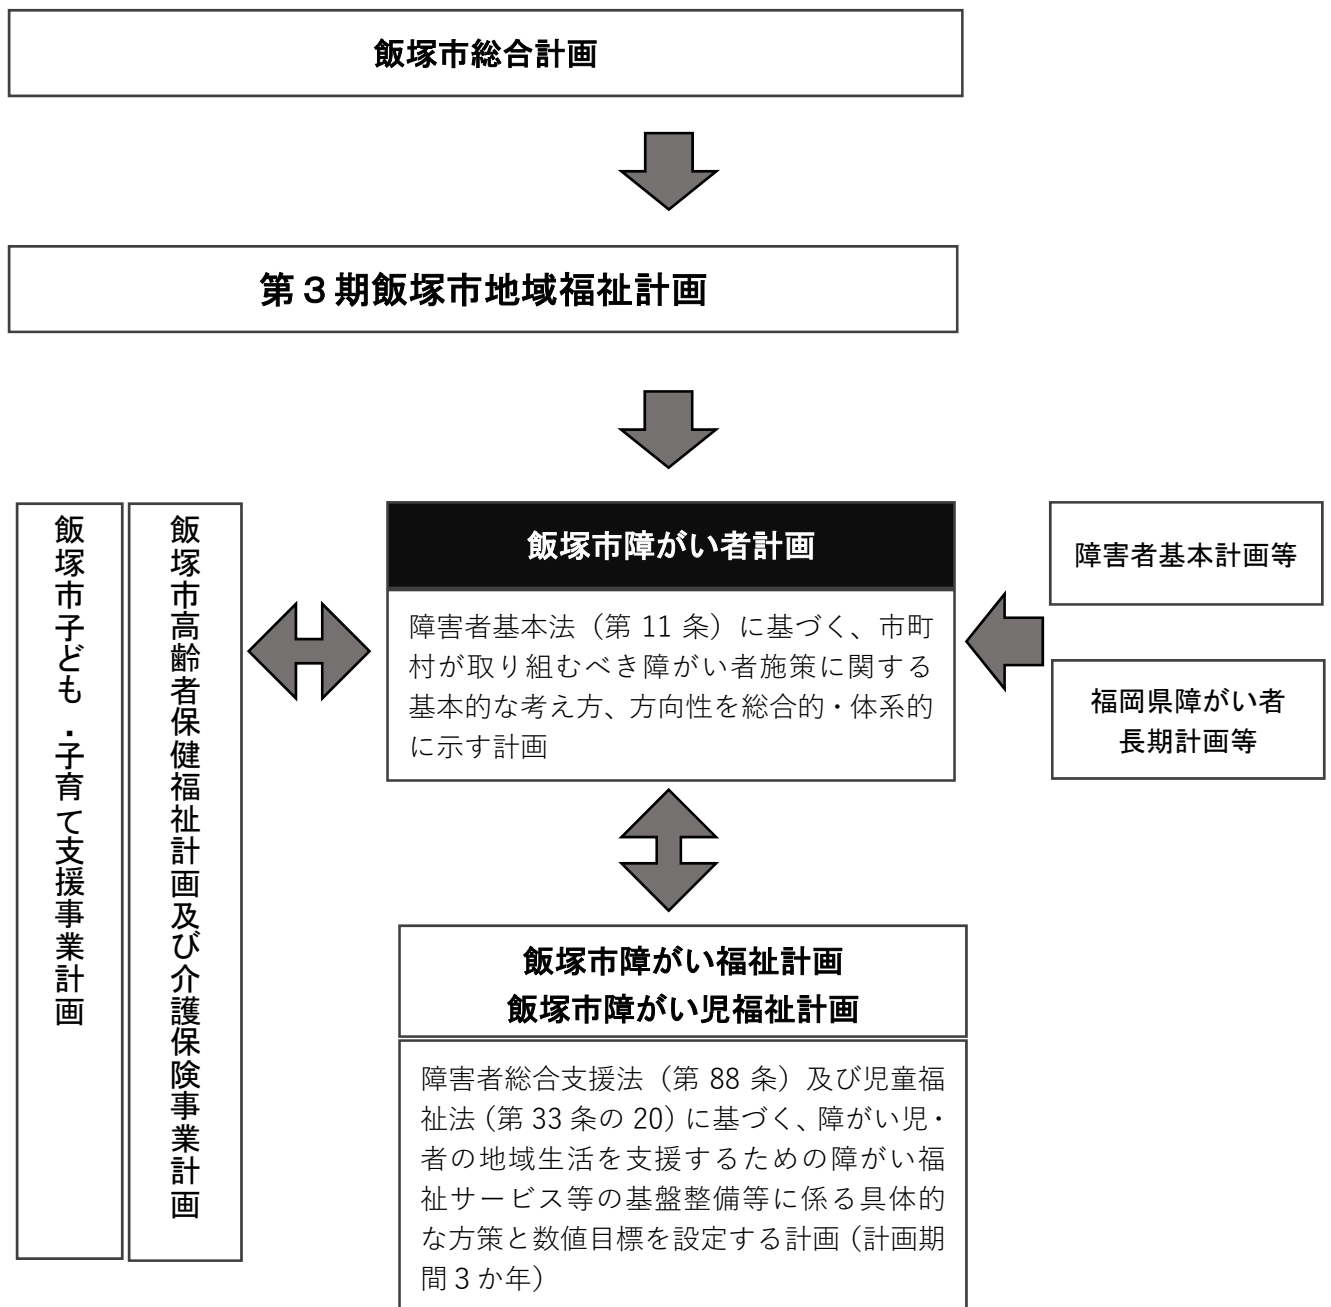 飯塚市総合計画
第３期飯塚市地域福祉計画
飯塚市子ども・子育て支援事業計画
飯塚市高齢者保健福祉計画及び介護保険事業計画
飯塚市障がい者計画
障害者基本法（第 11 条）に基づく、市町
村が取り組むべき障がい者施策に関する
基本的な考え方、方向性を総合的・体系的
に示す計画
障害者基本計画等
福岡県障がい者
長期計画等
飯塚市障がい福祉計画
飯塚市障がい児福祉計画
障害者総合支援法（第 88 条）及び児童福
祉法（第 33 条の 20）に基づく、障がい児・
者の地域生活を支援するための障がい福
祉サービス等の基盤整備等に係る具体的
な方策と数値目標を設定する計画（計画期
間３か年）